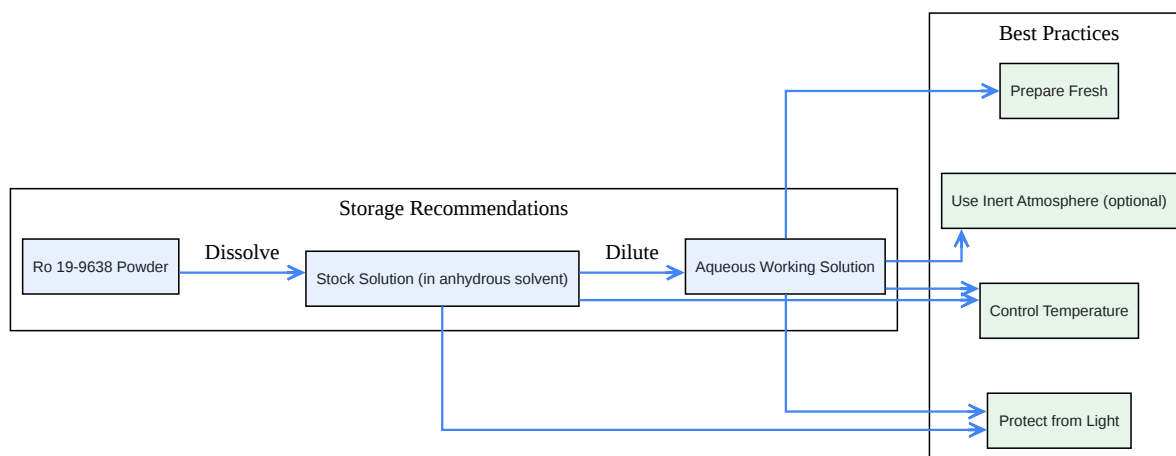 Best Practices
Prepare Fresh
Use Inert Atmosphere (optional)
Storage Recommendations
Ro 19-9638 Powder
Dissolve
Stock Solution (in anhydrous solvent)
Dilute
Aqueous Working Solution
Control Temperature
Protect from Light